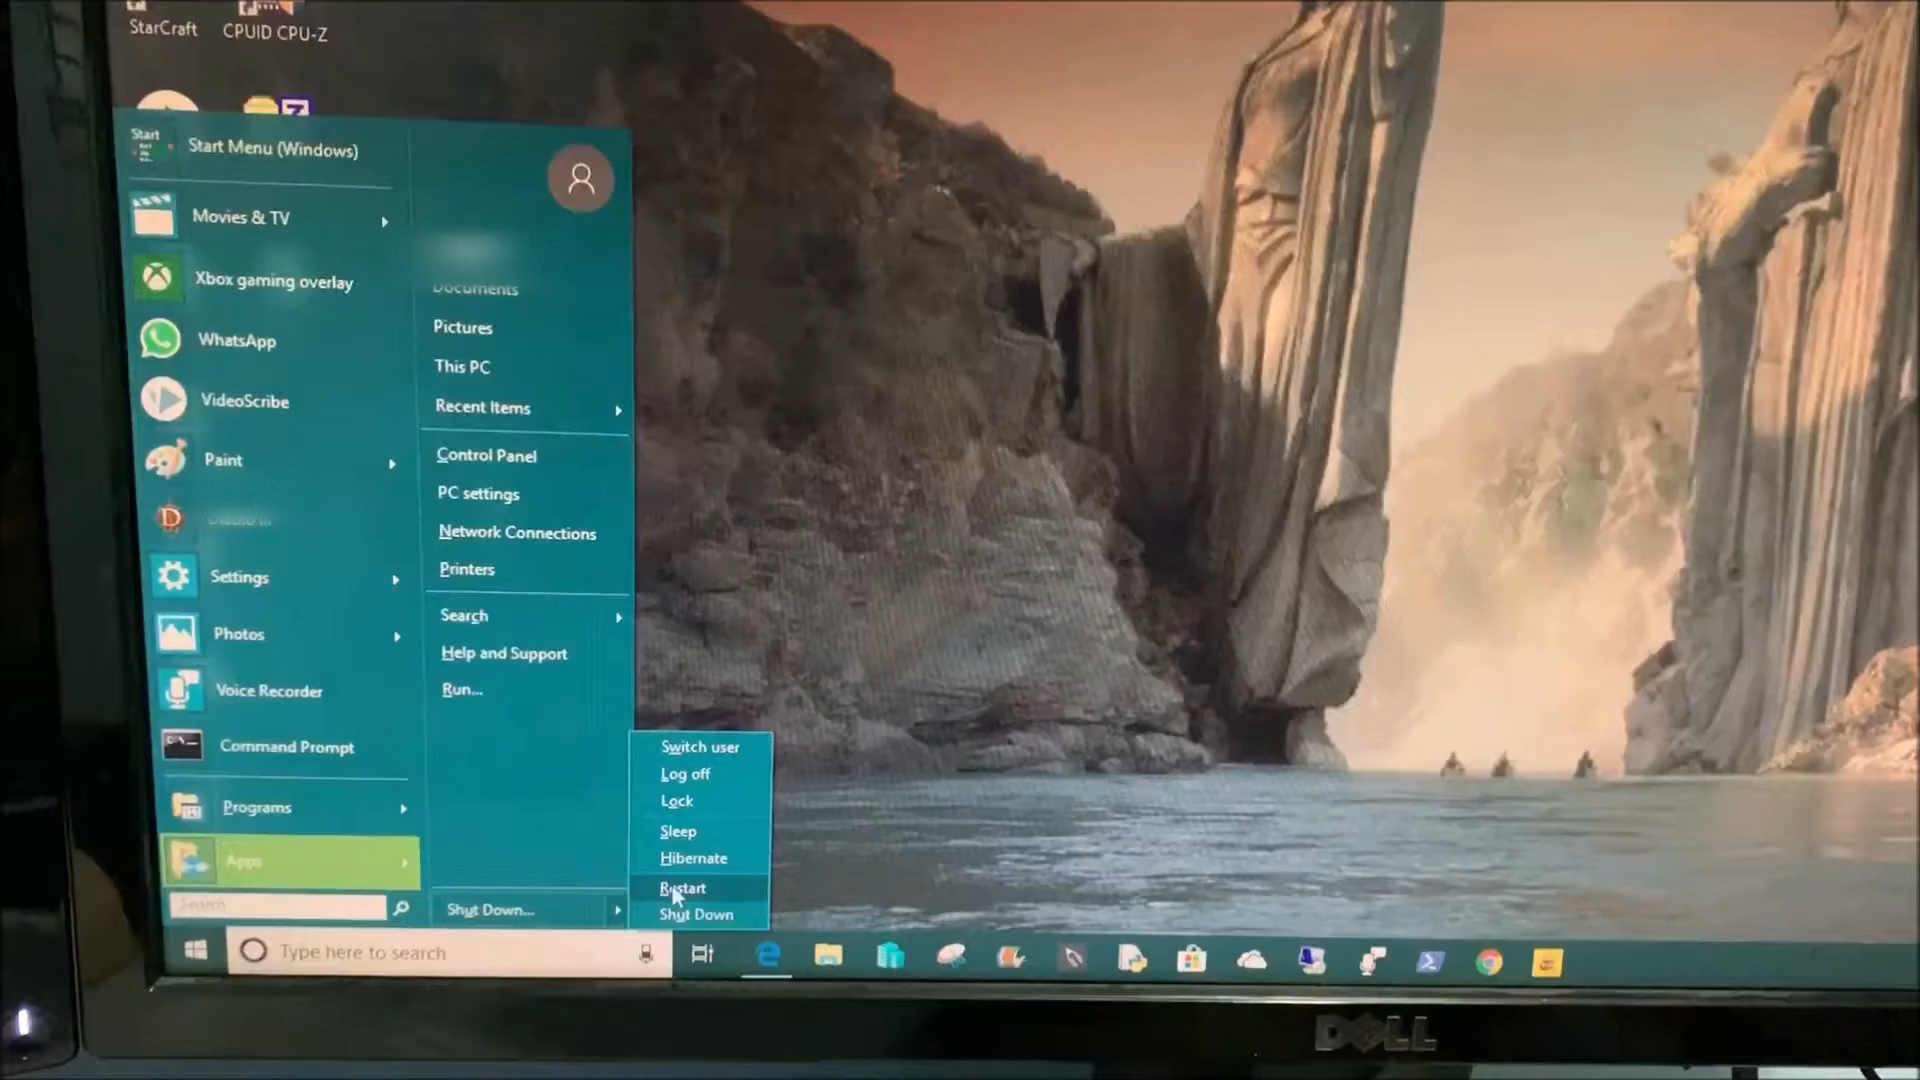 StarCraft
CPUID CPU-Z
Start
Start Menu (Windows)
Movies & TV
Xbox gaming overlay
WhatsApp
VideoScribe
Paint
Settings
Photos
Voice Recorder
Command Prompt
Programs
Apps
Search
Documents
Pictures
This PC
Recent Items
Control Panel
PC settings
Network Connections
Printers
Search
Help and Support
Run...
Shut Down...
Switch user
Log off
Lock
Sleep
Hibernate
Restart
Shut Down
Type here to search
DELL